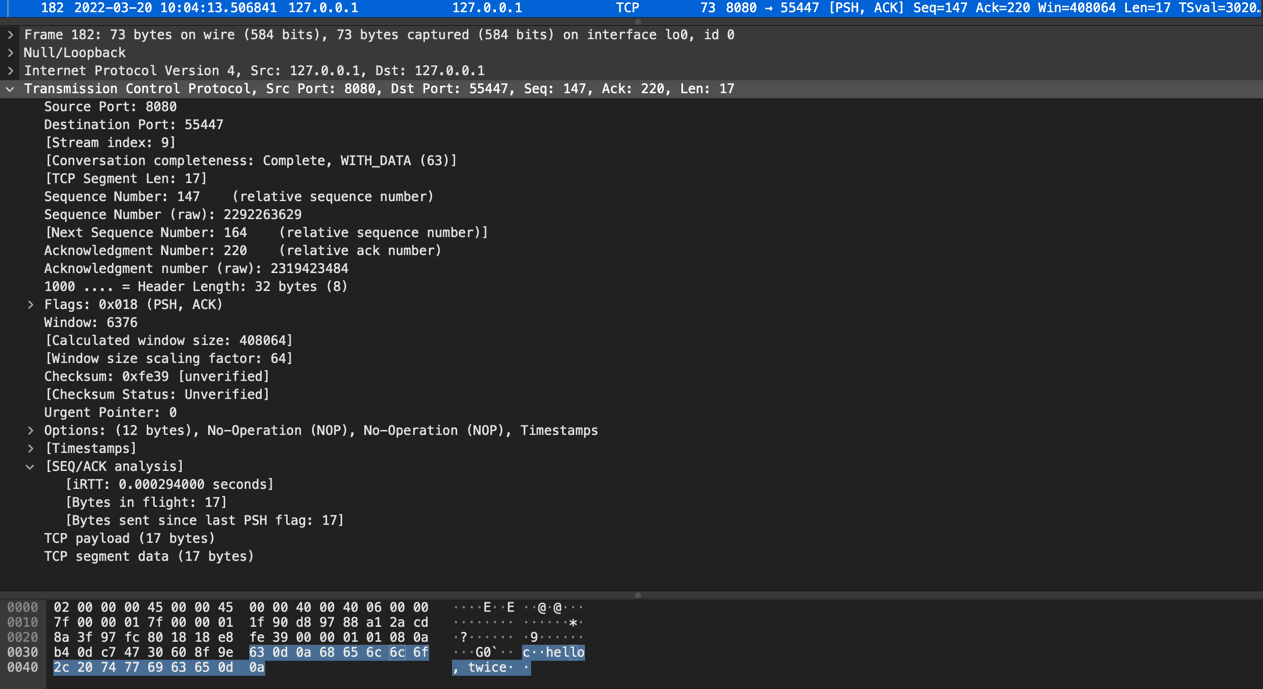 182 2022-03-20 10:04:13.506841 127.0.0.1 127.0.0.1 TCP 73 8080 → 55447 [PSH, ACK] Seq=147 Ack=220 Win=408064 Len=17 TSval=3020…
Frame 182: 73 bytes on wire (584 bits), 73 bytes captured (584 bits) on interface lo0, id 0
Null/Loopback
Internet Protocol Version 4, Src: 127.0.0.1, Dst: 127.0.0.1
Transmission Control Protocol, Src Port: 8080, Dst Port: 55447, Seq: 147, Ack: 220, Len: 17
Source Port: 8080
Destination Port: 55447
[Stream index: 9]
[Conversation completeness: Complete, WITH_DATA (63)]
[TCP Segment Len: 17]
Sequence Number: 147    (relative sequence number)
Sequence Number (raw): 2292263629
[Next Sequence Number: 164    (relative sequence number)]
Acknowledgment Number: 220    (relative ack number)
Acknowledgment number (raw): 2319423484
1000 .... = Header Length: 32 bytes (8)
Flags: 0x018 (PSH, ACK)
Window: 6376
[Calculated window size: 408064]
[Window size scaling factor: 64]
Checksum: 0xfe39 [unverified]
[Checksum Status: Unverified]
Urgent Pointer: 0
Options: (12 bytes), No-Operation (NOP), No-Operation (NOP), Timestamps
[Timestamps]
[SEQ/ACK analysis]
[iRTT: 0.000294000 seconds]
[Bytes in flight: 17]
[Bytes sent since last PSH flag: 17]
TCP payload (17 bytes)
TCP segment data (17 bytes)
0000 02 00 00 00 45 00 00 45 00 00 40 00 40 06 00 00 ····E··E ··@·@···
0010 7f 00 00 01 7f 00 00 01 1f 90 d8 97 88 a1 2a cd ········ ······*·
0020 8a 3f 97 fc 80 18 18 e8 fe 39 00 00 01 01 08 0a ·?······ ·9······
0030 b4 0d c7 47 30 60 8f 9e 63 0d 0a 68 65 6c 6c 6f ···G0`·· c··hello
0040 2c 20 74 77 69 63 65 0d 0a , twice· ·